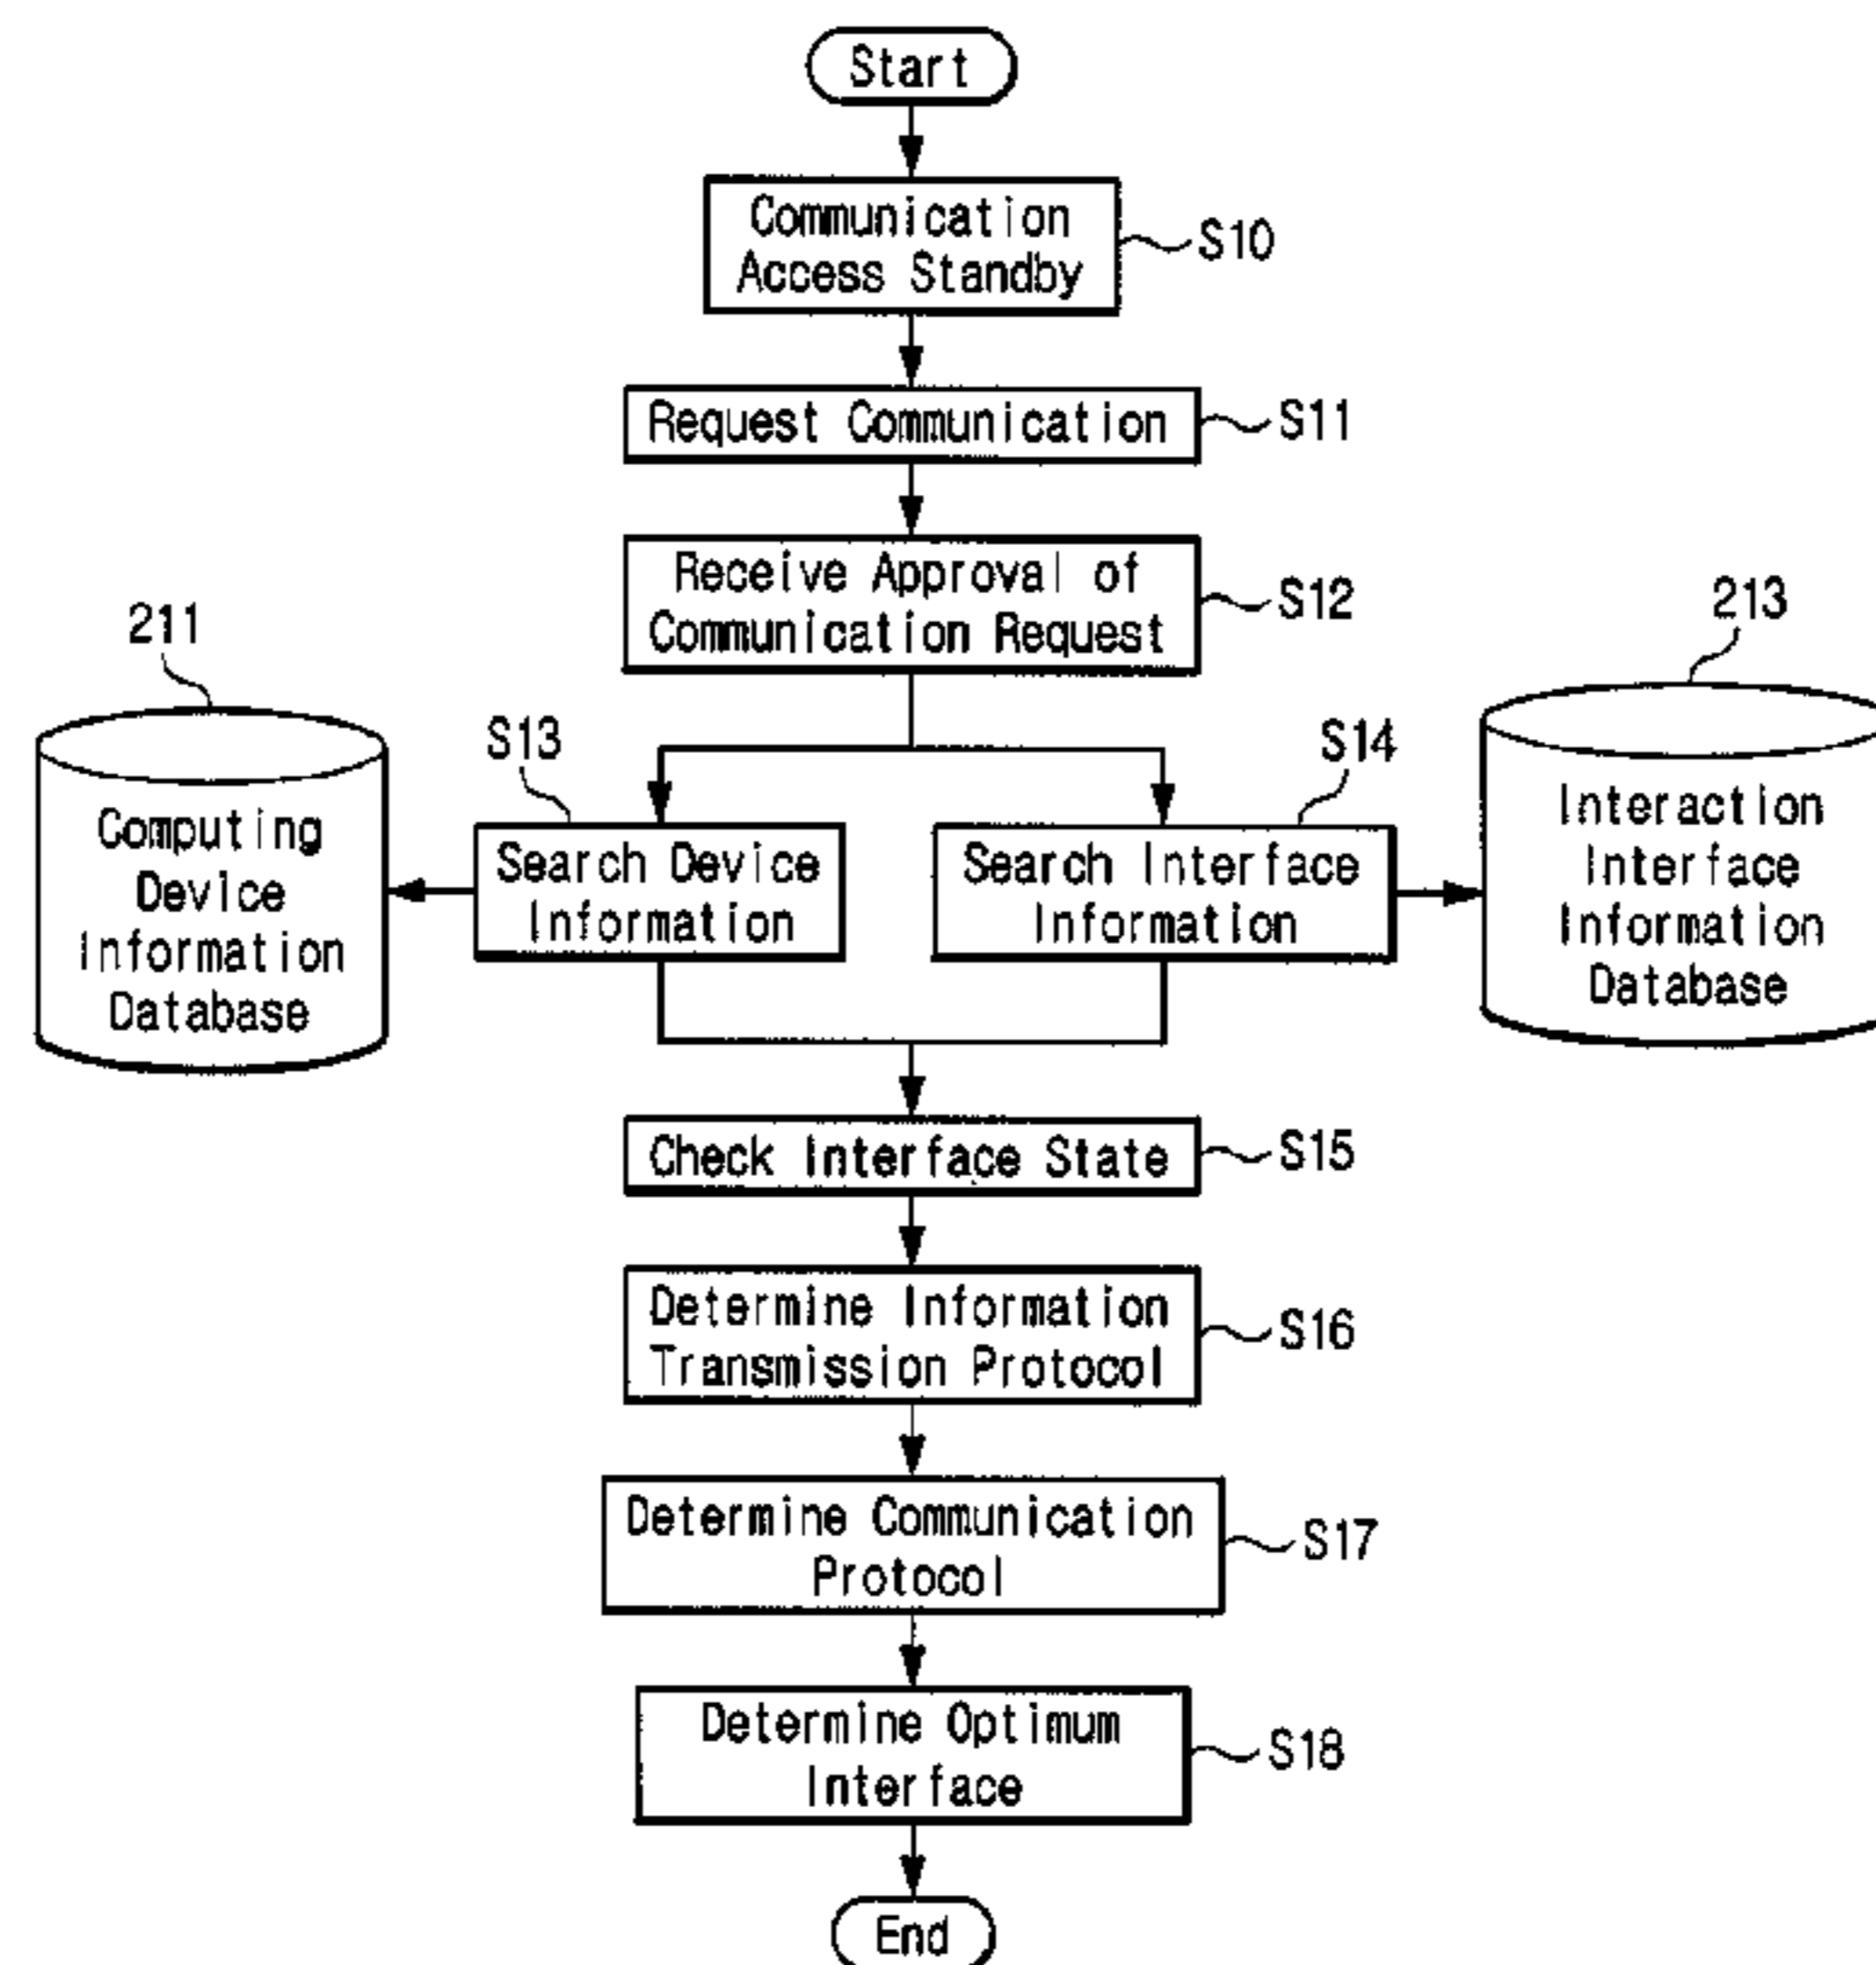 Start
Communication
Access Standby
S10
Request Communication
S11
Receive Approval of
Communication Request
S12
211
213
S13
S14
Computing
Device
Information
Database
Search Device
Information
Search Interface
Information
Interaction
Interface
Information
Database
Check Interface State
S15
Determine Information
Transmission Protocol
S16
Determine Communication
Protocol
S17
Determine Optimum
Interface
S18
End